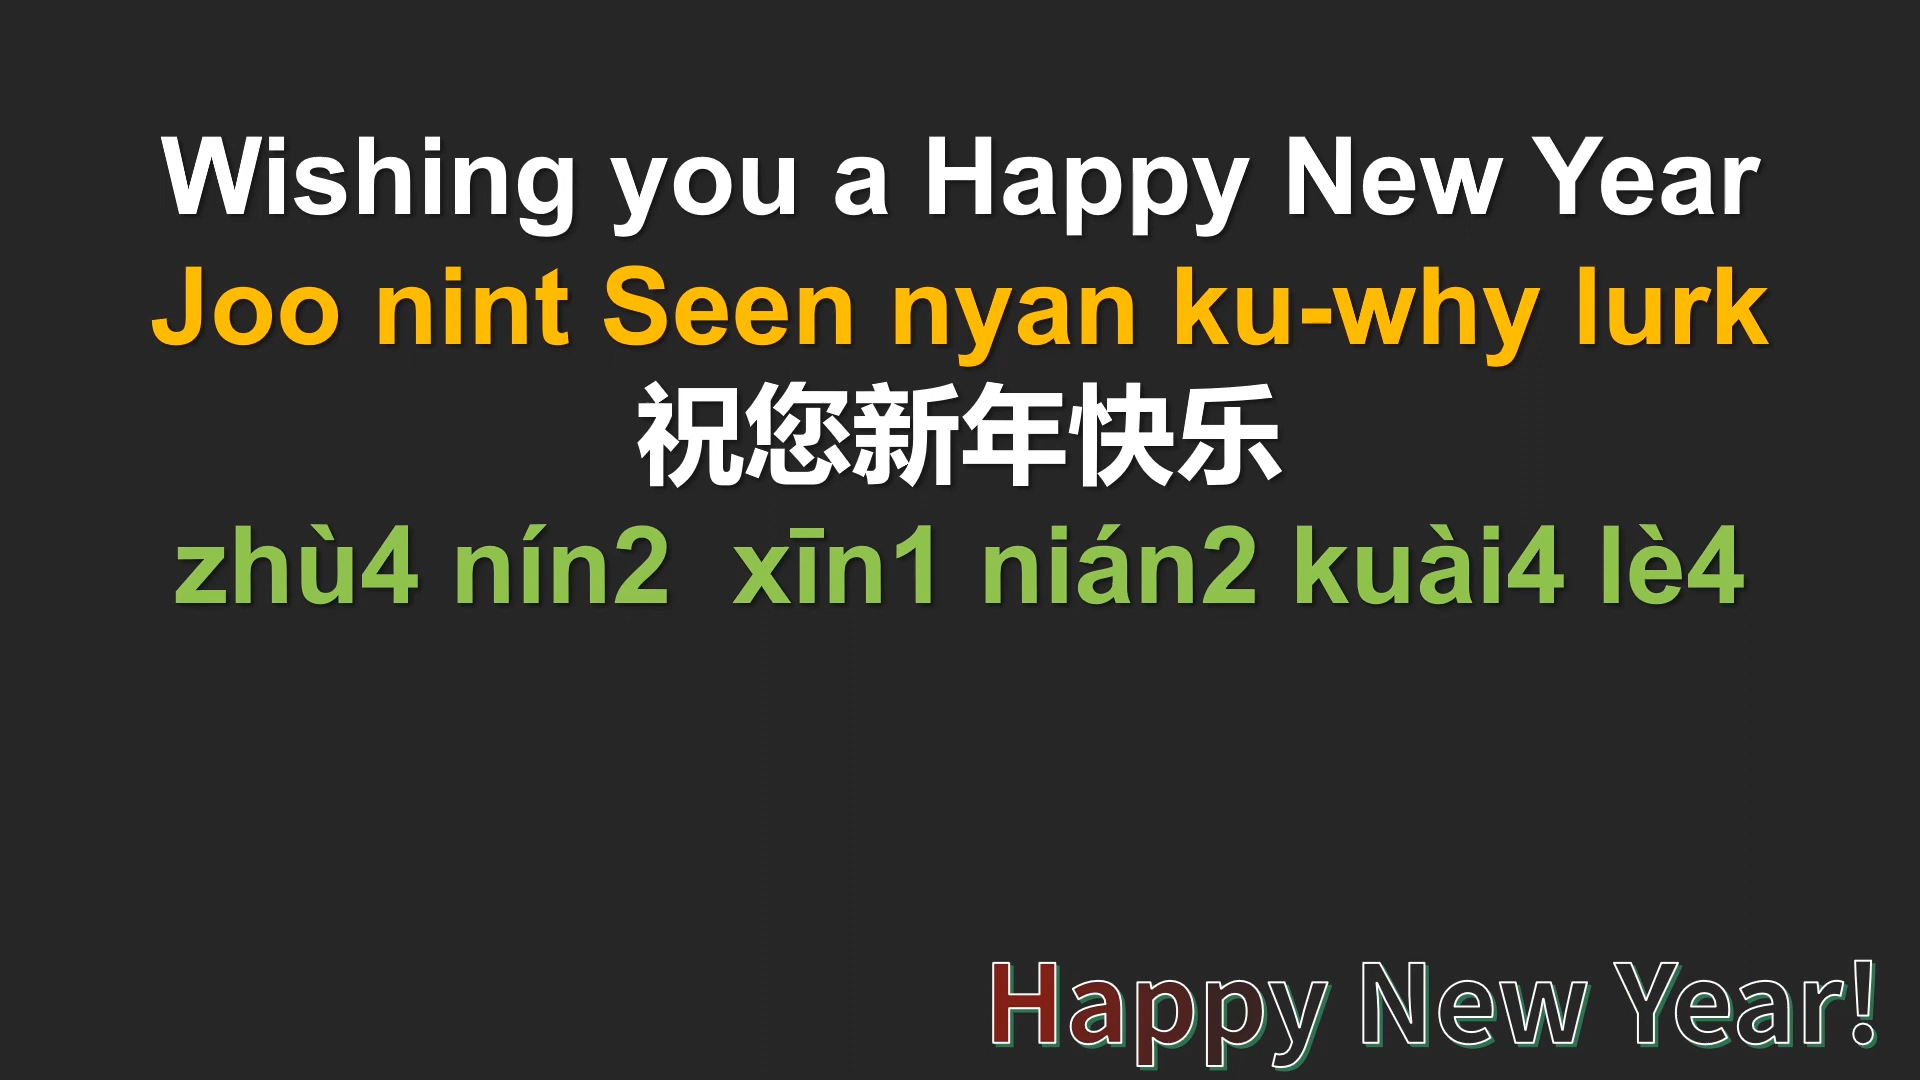 Wishing you a Happy New Year
Joo nint Seen nyan ku-why lurk
祝您新年快乐
zhù4 nín2  xīn1 nián2 kuài4 lè4
Happy New Year!